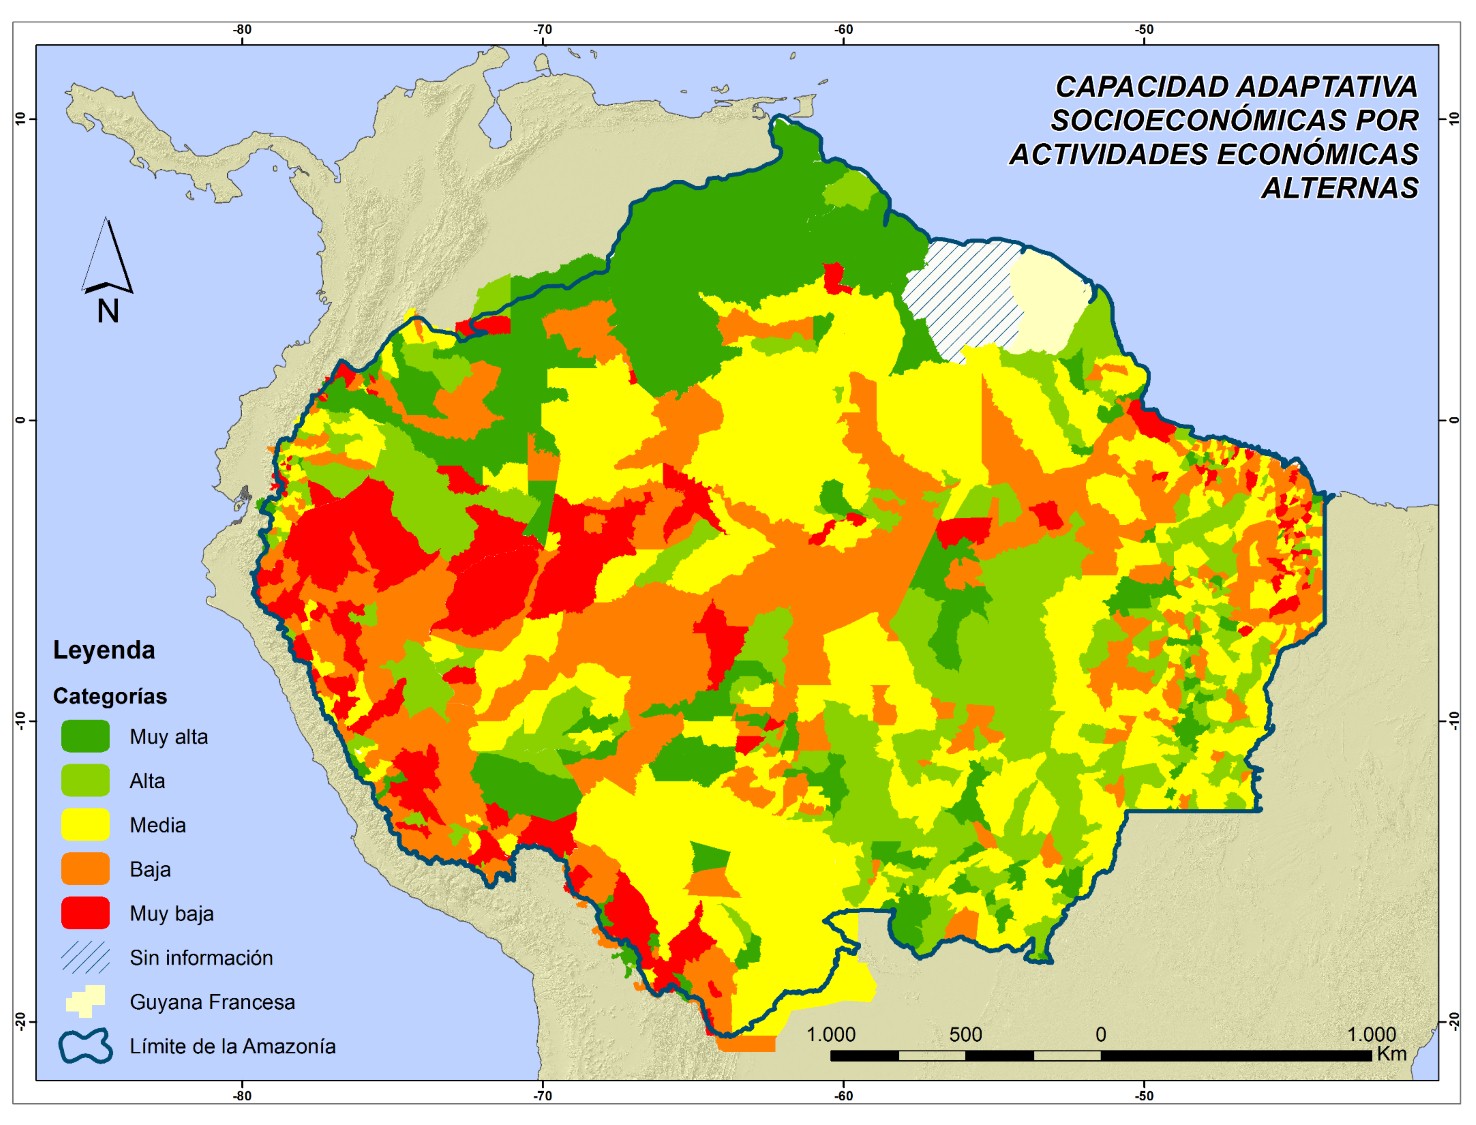 -80
-70
-60
-50
CAPACIDAD ADAPTATIVA
SOCIOECONÓMICAS POR
ACTIVIDADES ECONÓMICAS
ALTERNAS
10
10
N
0
0
Leyenda
Categorías
Muy alta
Alta
Media
Baja
Muy baja
Sin información
Guyana Francesa
Límite de la Amazonía
-10
-10
-20
-20
1.000
500
0
1.000
Km
-80
-70
-60
-50